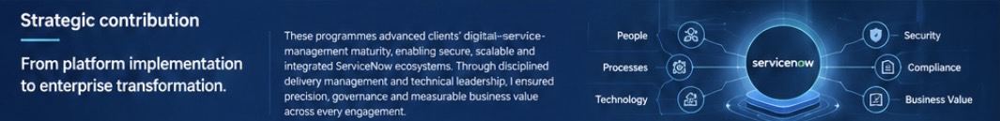 Strategic contribution
From platform implementation
to enterprise transformation.
These programmes advanced clients' digital-service-
management maturity, enabling secure, scalable and
integrated ServiceNow ecosystems. Through disciplined
delivery management and technical leadership, I ensured
precision, governance and measurable business value
across every engagement.
People
Processes
Technology
servicenow
Security
Compliance
Business Value